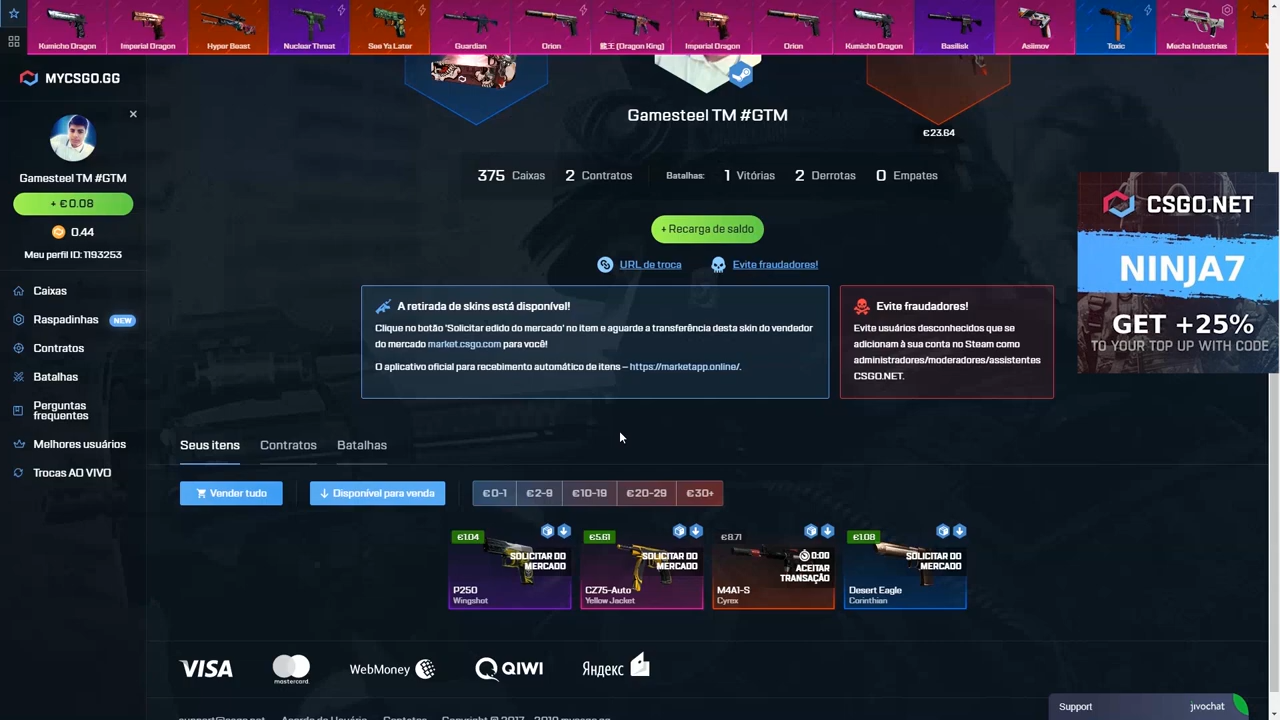 Kumicho Dragon
Imperial Dragon
Hyper Beast
Nuclear Threat
See Ya Later
Guardian
Orion
龍王 (Dragon King)
Imperial Dragon
Orion
Kumicho Dragon
Basilisk
Asiimov
Toxic
Mecha Industries
MYCSGO.GG
Gamesteel TM #GTM
+ €0.08
0.44
Meu perfil ID: 1193253
Caixas
Raspadinhas NEW
Contratos
Batalhas
Perguntas
frequentes
Melhores usuários
Trocas AO VIVO
Gamesteel TM #GTM
€23.64
375 Caixas 2 Contratos Batalhas: 1 Vitórias 2 Derrotas 0 Empates
+ Recarga de saldo
URL de troca Evite fraudadores!
A retirada de skins está disponível!
Clique no botão 'Solicitar edido do mercado' no item e aguarde a transferência desta skin do vendedor
do mercado market.csgo.com para você!
O aplicativo oficial para recebimento automático de itens – https://marketapp.online/.
Evite fraudadores!
Evite usuários desconhecidos que se
adicionam à sua conta no Steam como
administradores/moderadores/assistentes
CSGO.NET.
CSGO.NET
NINJA7
GET +25%
TO YOUR TOP UP WITH CODE
Seus itens Contratos Batalhas
Vender tudo Disponível para venda €0-1 €2-9 €10-19 €20-29 €30+
€1.04
SOLICITAR DO
MERCADO
P250
Wingshot
€5.61
SOLICITAR DO
MERCADO
CZ75-Auto
Yellow Jacket
€8.71
0:00
ACEITAR
TRANSAÇÃO
M4A1-S
Cyrex
€1.08
SOLICITAR DO
MERCADO
Desert Eagle
Corinthian
VISA mastercard. WebMoney QIWI Яндекс
Support jivochat